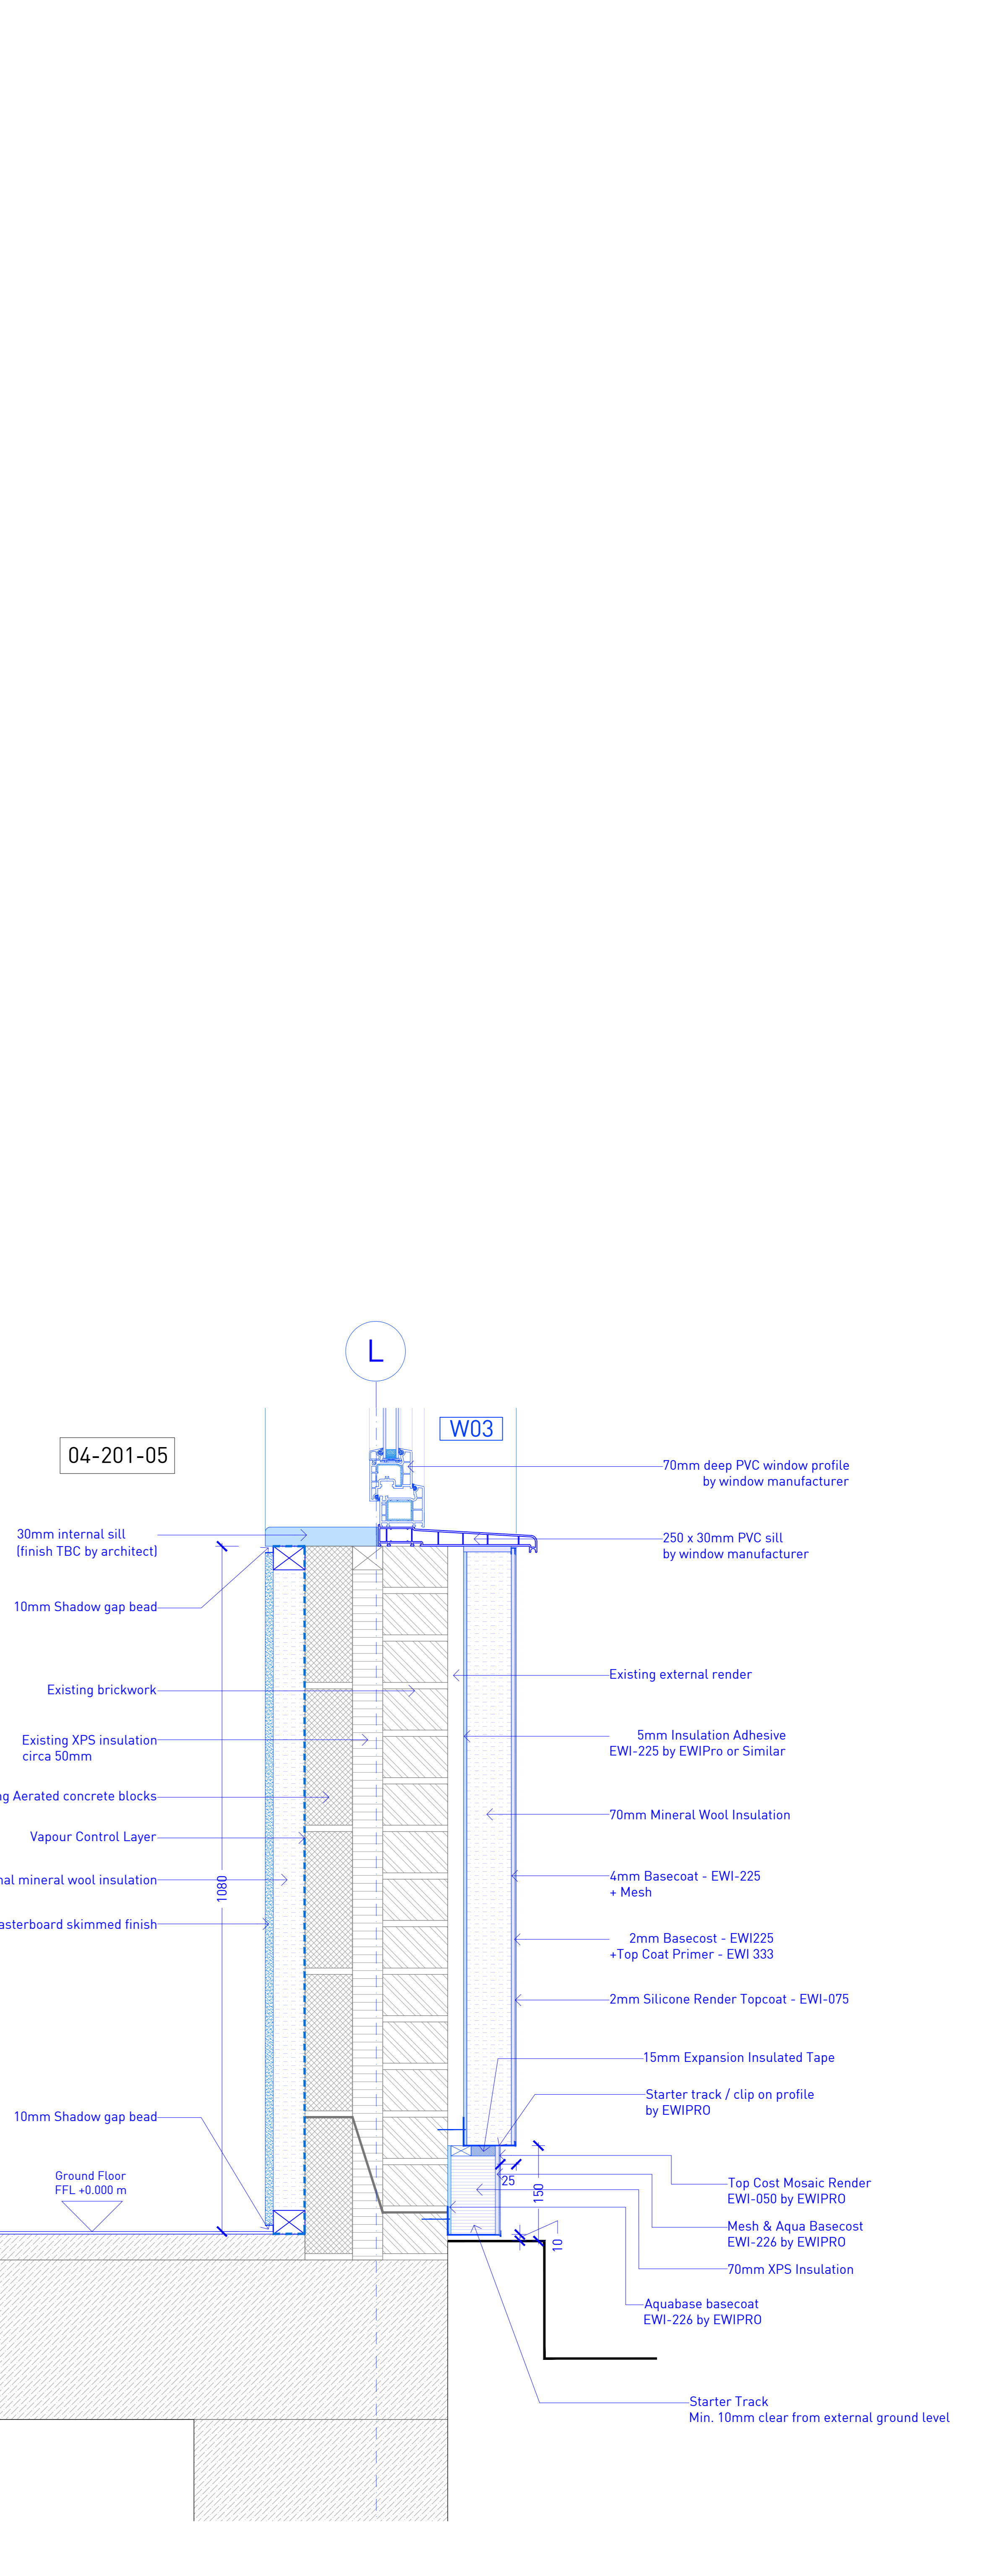 L
W03
04-201-05
70mm deep PVC window profile
by window manufacturer
30mm internal sill
(finish TBC by architect)
250 x 30mm PVC sill
by window manufacturer
10mm Shadow gap bead
Existing external render
Existing brickwork
5mm Insulation Adhesive
EWI-225 by EWIPro or Similar
Existing XPS insulation
circa 50mm
Aerated concrete blocks
70mm Mineral Wool Insulation
Vapour Control Layer
mineral wool insulation
1080
4mm Basecoat - EWI-225
+ Mesh
skimmed finish
2mm Basecost - EWI225
+Top Coat Primer - EWI 333
2mm Silicone Render Topcoat - EWI-075
15mm Expansion Insulated Tape
Starter track / clip on profile
by EWIPRO
10mm Shadow gap bead
Ground Floor
FFL +0.000 m
25
150
10
Top Cost Mosaic Render
EWI-050 by EWIPRO
Mesh & Aqua Basecost
EWI-226 by EWIPRO
70mm XPS Insulation
Aquabase basecoat
EWI-226 by EWIPRO
Starter Track
Min. 10mm clear from external ground level